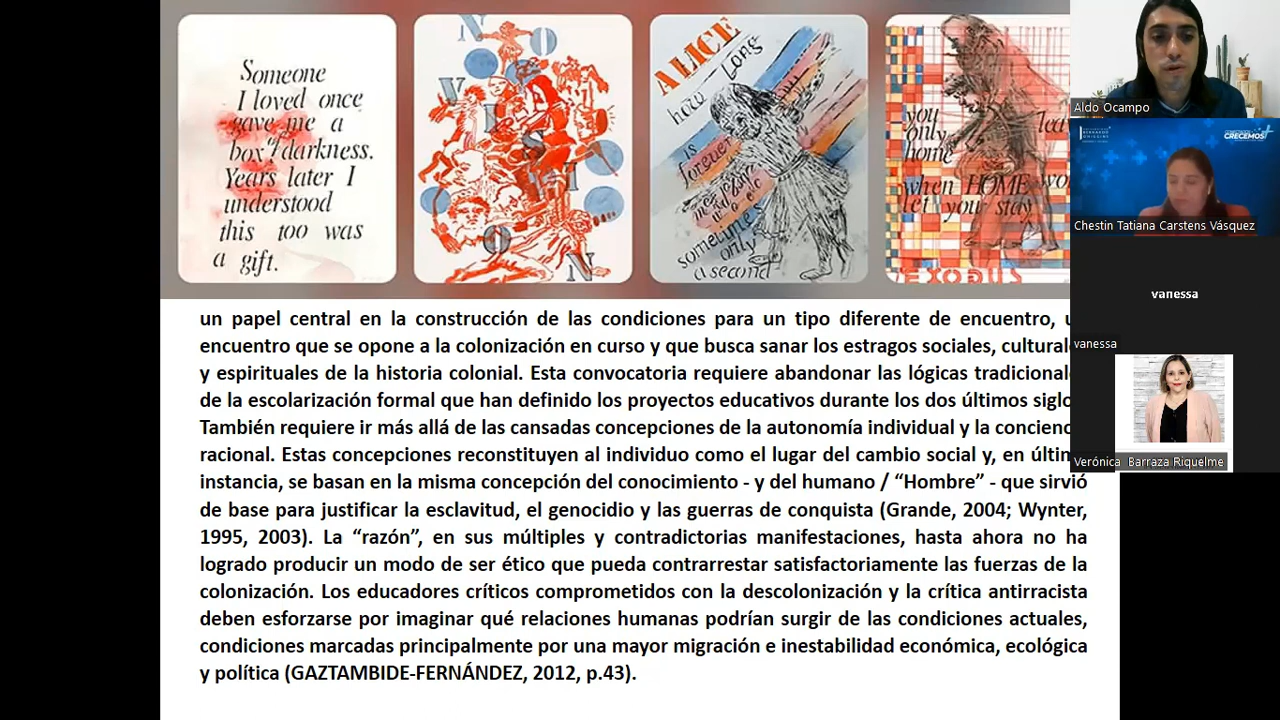 Someone
I loved once
gave me a
box of darkness.
Years later I
understood
this too was
a gift.
N O
V E
S
I
O N
ALICE
how Long
is
forever
sometimes
only
a second
you
only
home
when HOME
let you stay
EXODUS
un papel central en la construcción de las condiciones para un tipo diferente de encuentro,
encuentro que se opone a la colonización en curso y que busca sanar los estragos sociales,
y espirituales de la historia colonial. Esta convocatoria requiere abandonar las lógicas
de la escolarización formal que han definido los proyectos educativos durante los dos últimos
También requiere ir más allá de las cansadas concepciones de la autonomía individual y la
racional. Estas concepciones reconstituyen al individuo como el lugar del cambio social y, en
instancia, se basan en la misma concepción del conocimiento - y del humano / “Hombre” - que sirvió
de base para justificar la esclavitud, el genocidio y las guerras de conquista (Grande, 2004; Wynter,
1995, 2003). La “razón”, en sus múltiples y contradictorias manifestaciones, hasta ahora no ha
logrado producir un modo de ser ético que pueda contrarrestar satisfactoriamente las fuerzas de la
colonización. Los educadores críticos comprometidos con la descolonización y la crítica antirracista
deben esforzarse por imaginar qué relaciones humanas podrían surgir de las condiciones actuales,
condiciones marcadas principalmente por una mayor migración e inestabilidad económica, ecológica
y política (GAZTAMBIDE-FERNÁNDEZ, 2012, p.43).
Aldo Ocampo
CRECEMOS
Chestin Tatiana Carstens Vásquez
vanessa
vanessa
Verónica Barraza Riquelme